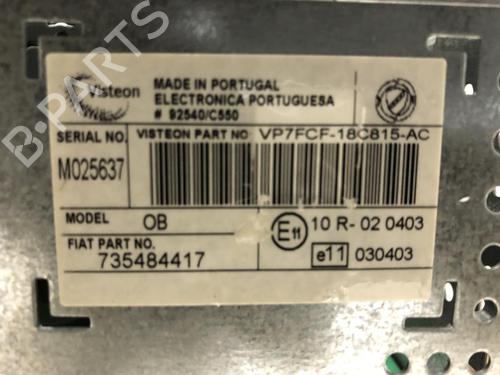 B-PARTS
Visteon
MADE IN PORTUGAL
ELECTRONICA PORTUGUESA
# 92540/C550
SERIAL NO.
M025637
VISTEON PART NO
VP7FCF-18C815-AC
MODEL OB
FIAT PART NO.
735484417
E11 10 R- 02 0403
e11 030403